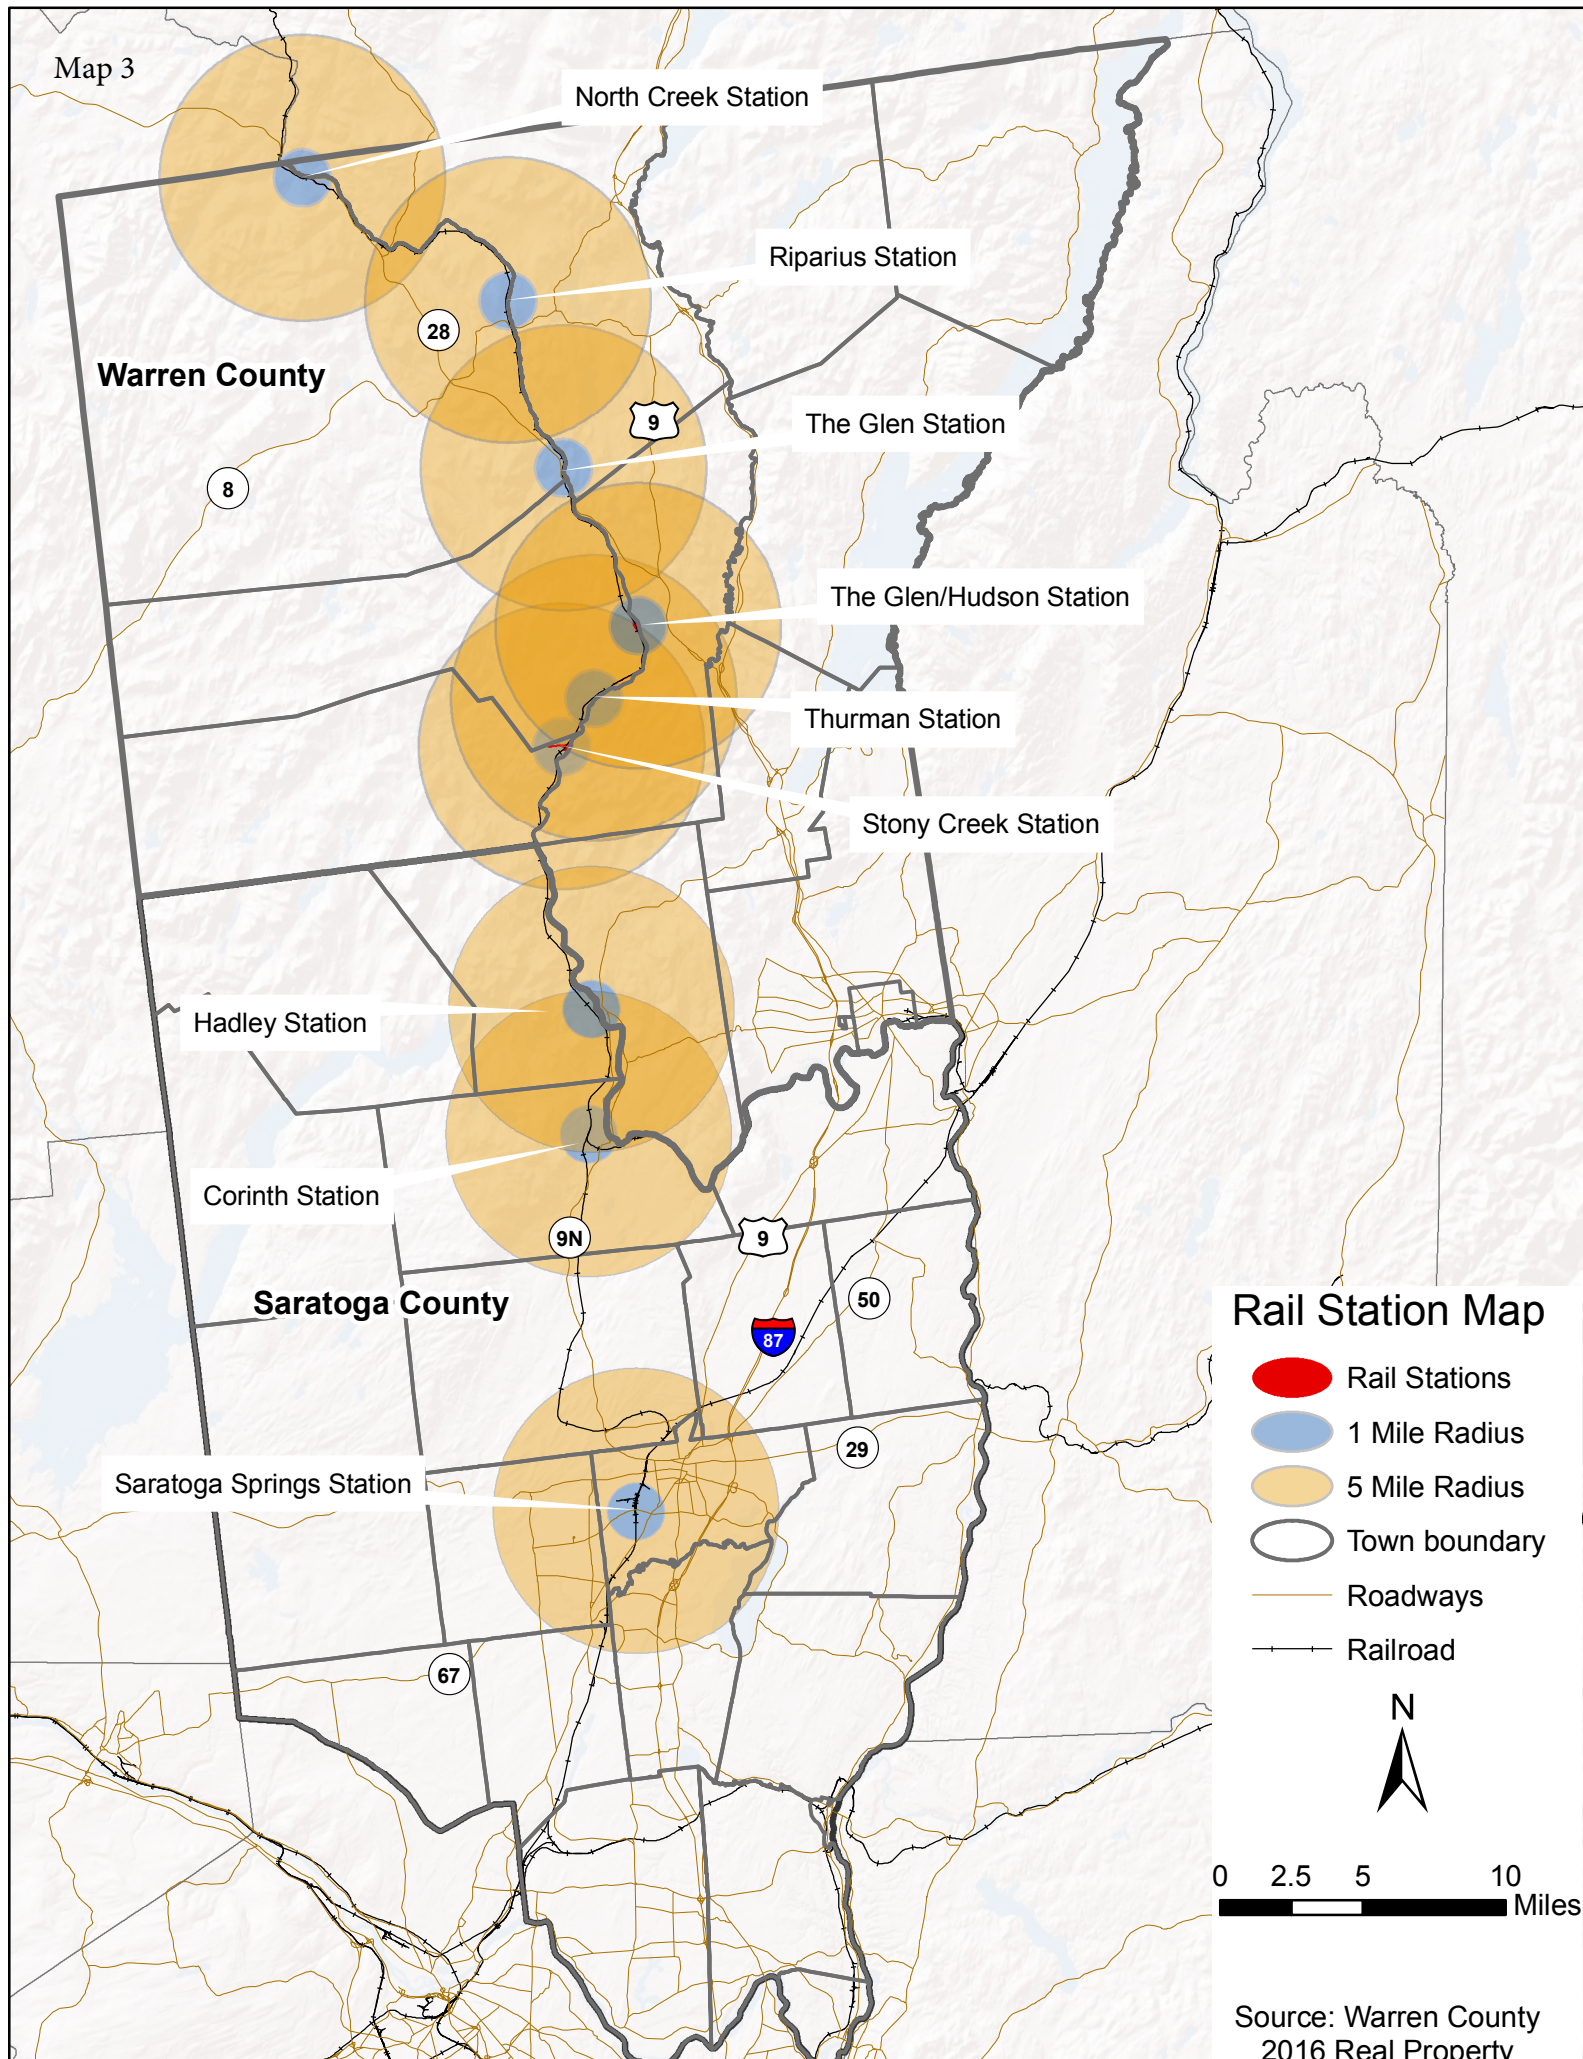 Map 3
North Creek Station
Riparius Station
28
Warren County
9
The Glen Station
8
The Glen/Hudson Station
Thurman Station
Stony Creek Station
Hadley Station
Corinth Station
9N
9
Saratoga County
50
87
29
Saratoga Springs Station
67
Rail Station Map
Rail Stations
1 Mile Radius
5 Mile Radius
Town boundary
Roadways
Railroad
N
0 2.5 5 10
Miles
Source: Warren County
2016 Real Property